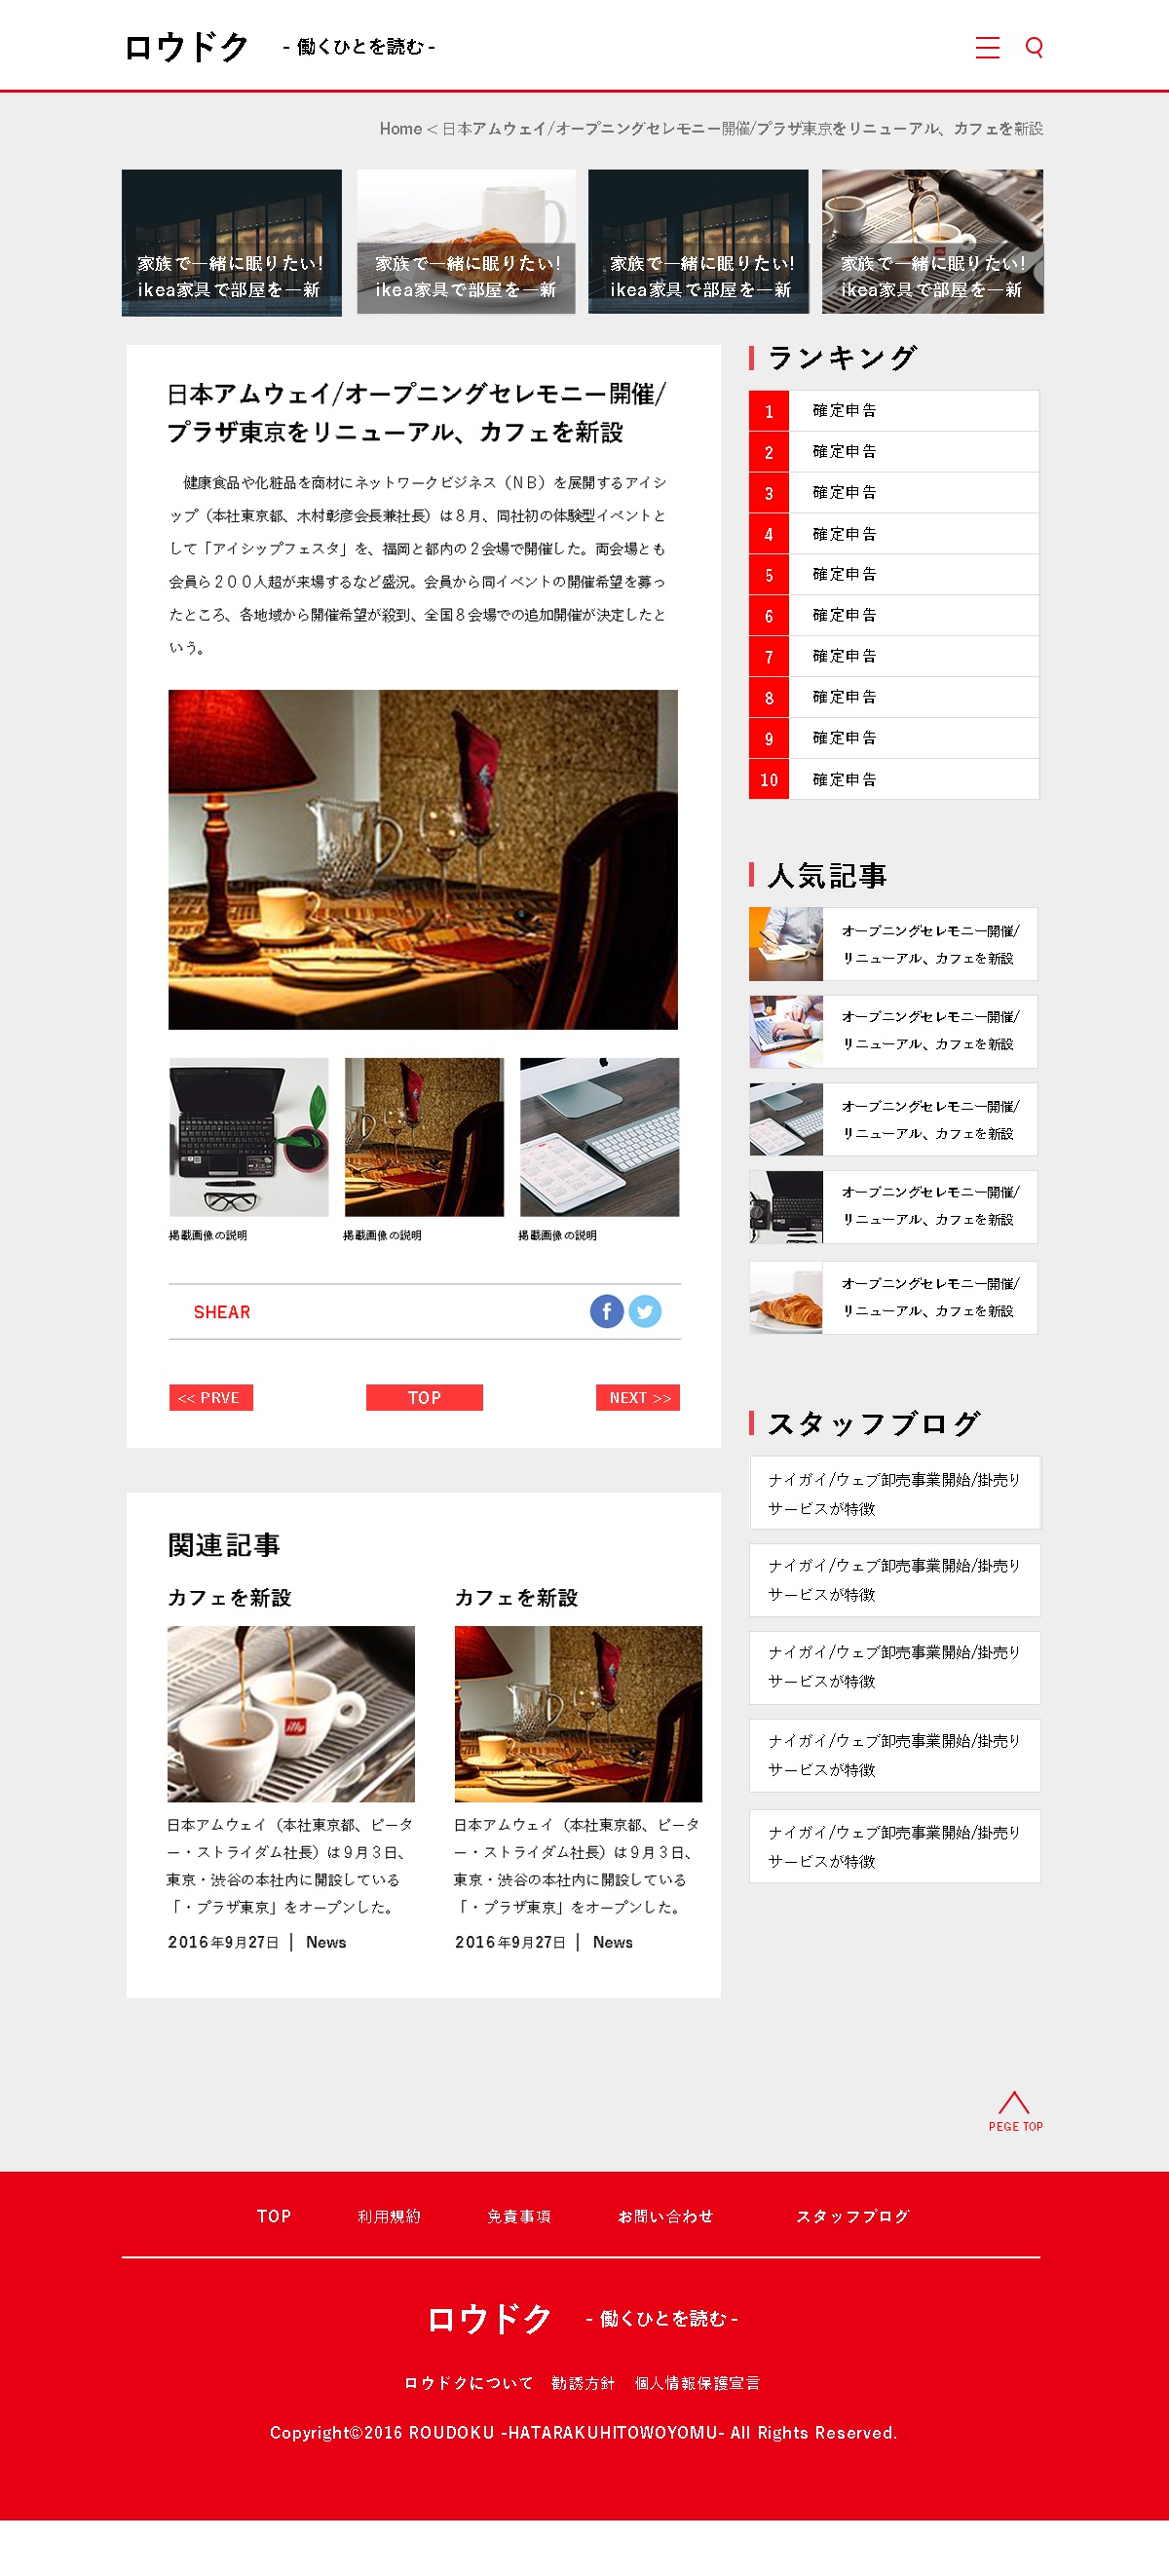 ロウドク - 働くひとを読む -
Home < 日本アムウェイ/オープニングセレモニー開催/プラザ東京をリニューアル、カフェを新設
家族で一緒に眠りたい!
ikea家具で部屋を一新
家族で一緒に眠りたい!
ikea家具で部屋を一新
家族で一緒に眠りたい!
ikea家具で部屋を一新
家族で一緒に眠りたい!
ikea家具で部屋を一新
日本アムウェイ/オープニングセレモニー開催/
プラザ東京をリニューアル、カフェを新設
健康食品や化粧品を商材にネットワークビジネス（ＮＢ）を展開するアイシ
ップ（本社東京都、木村彰彦会長兼社長）は８月、同社初の体験型イベントと
して「アイシップフェスタ」を、福岡と都内の２会場で開催した。両会場とも
会員ら２００人超が来場するなど盛況。会員から同イベントの開催希望を募っ
たところ、各地域から開催希望が殺到、全国８会場での追加開催が決定したと
いう。
掲載画像の説明
掲載画像の説明
掲載画像の説明
SHEAR
<< PRVE
TOP
NEXT >>
関連記事
カフェを新設
illy
日本アムウェイ（本社東京都、ピータ
ー・ストライダム社長）は９月３日、
東京・渋谷の本社内に開設している
「・プラザ東京」をオープンした。
2016年9月27日 | News
カフェを新設
日本アムウェイ（本社東京都、ピータ
ー・ストライダム社長）は９月３日、
東京・渋谷の本社内に開設している
「・プラザ東京」をオープンした。
2016年9月27日 | News
ランキング
1 確定申告
2 確定申告
3 確定申告
4 確定申告
5 確定申告
6 確定申告
7 確定申告
8 確定申告
9 確定申告
10 確定申告
人気記事
オープニングセレモニー開催/
リニューアル、カフェを新設
オープニングセレモニー開催/
リニューアル、カフェを新設
オープニングセレモニー開催/
リニューアル、カフェを新設
オープニングセレモニー開催/
リニューアル、カフェを新設
オープニングセレモニー開催/
リニューアル、カフェを新設
スタッフブログ
ナイガイ/ウェブ卸売事業開始/掛売り
サービスが特徴
ナイガイ/ウェブ卸売事業開始/掛売り
サービスが特徴
ナイガイ/ウェブ卸売事業開始/掛売り
サービスが特徴
ナイガイ/ウェブ卸売事業開始/掛売り
サービスが特徴
ナイガイ/ウェブ卸売事業開始/掛売り
サービスが特徴
PEGE TOP
TOP 利用規約 免責事項 お問い合わせ スタッフブログ
ロウドク - 働くひとを読む -
ロウドクについて 勧誘方針 個人情報保護宣言
Copyright©2016 ROUDOKU -HATARAKUHITOWOYOMU- All Rights Reserved.